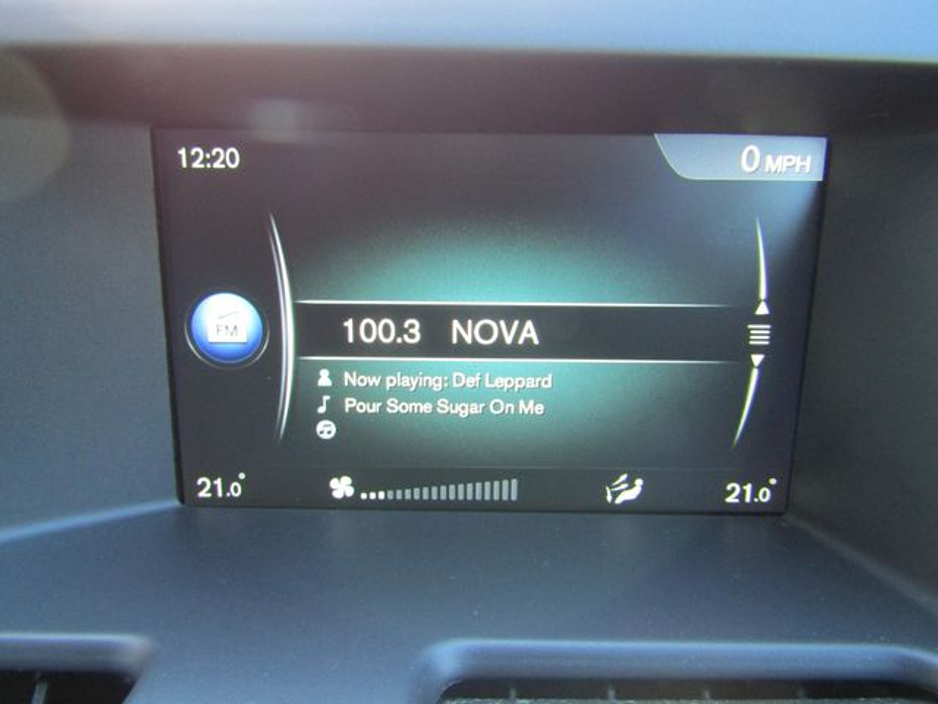 12:20
0 MPH
FM
100.3 NOVA
Now playing: Def Leppard
Pour Some Sugar On Me
21.0°
21.0°